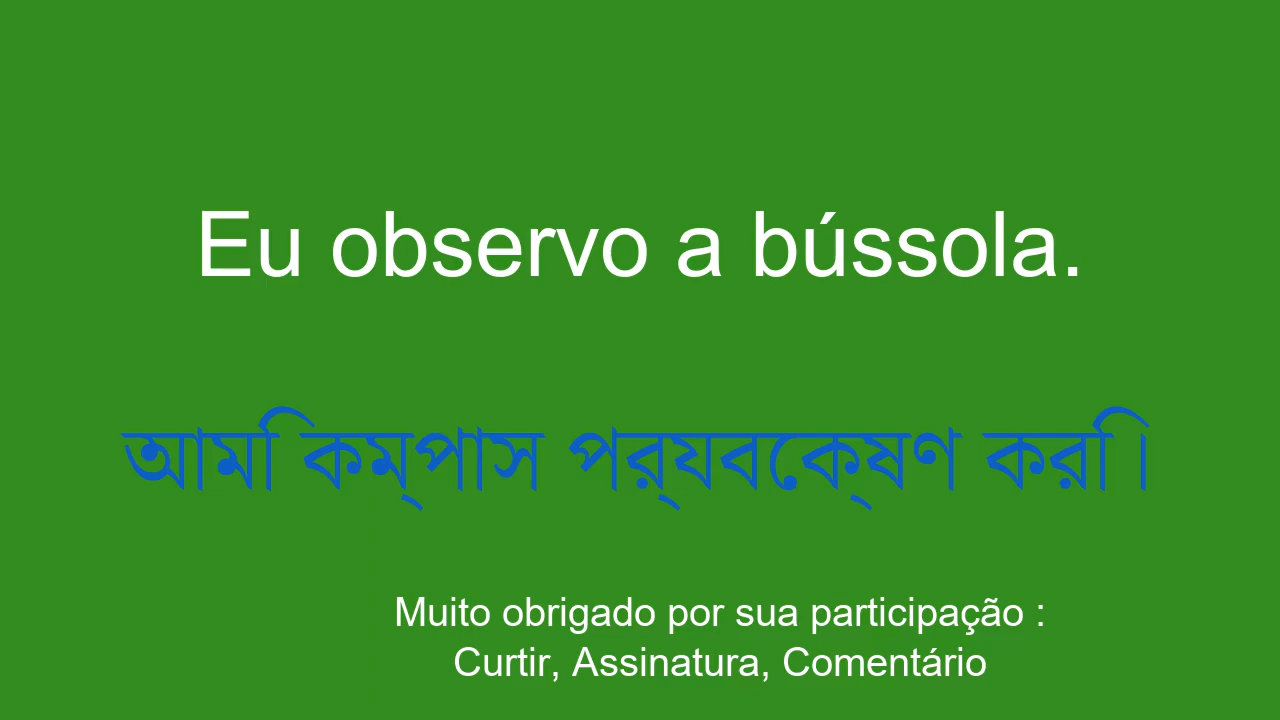 Eu observo a bússola.
আমি কম্পাস পর্যবেক্ষণ করি।
Muito obrigado por sua participação :
Curtir, Assinatura, Comentário